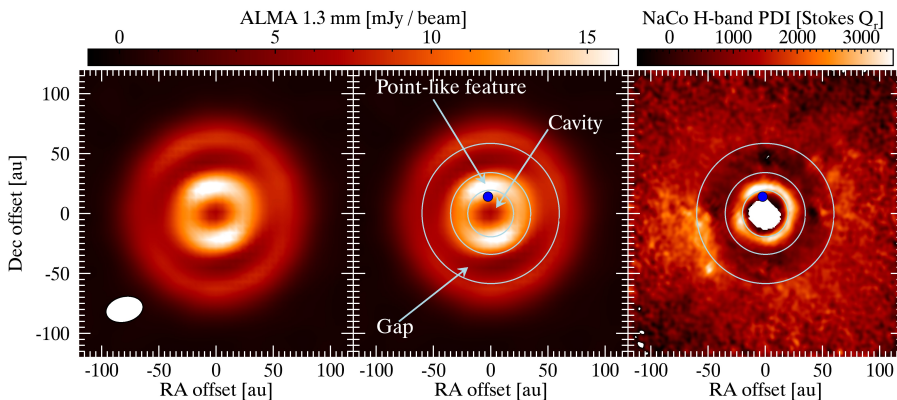 ALMA 1.3 mm [mJy / beam]
NaCo H-band PDI [Stokes Qr]
0 5 10 15
0 1000 2000 3000
100
50
0
-50
-100
Dec offset [au]
Point-like feature
Cavity
Gap
-100 -50 0 50 100
-100 -50 0 50 100
-100 -50 0 50 100
RA offset [au]
RA offset [au]
RA offset [au]